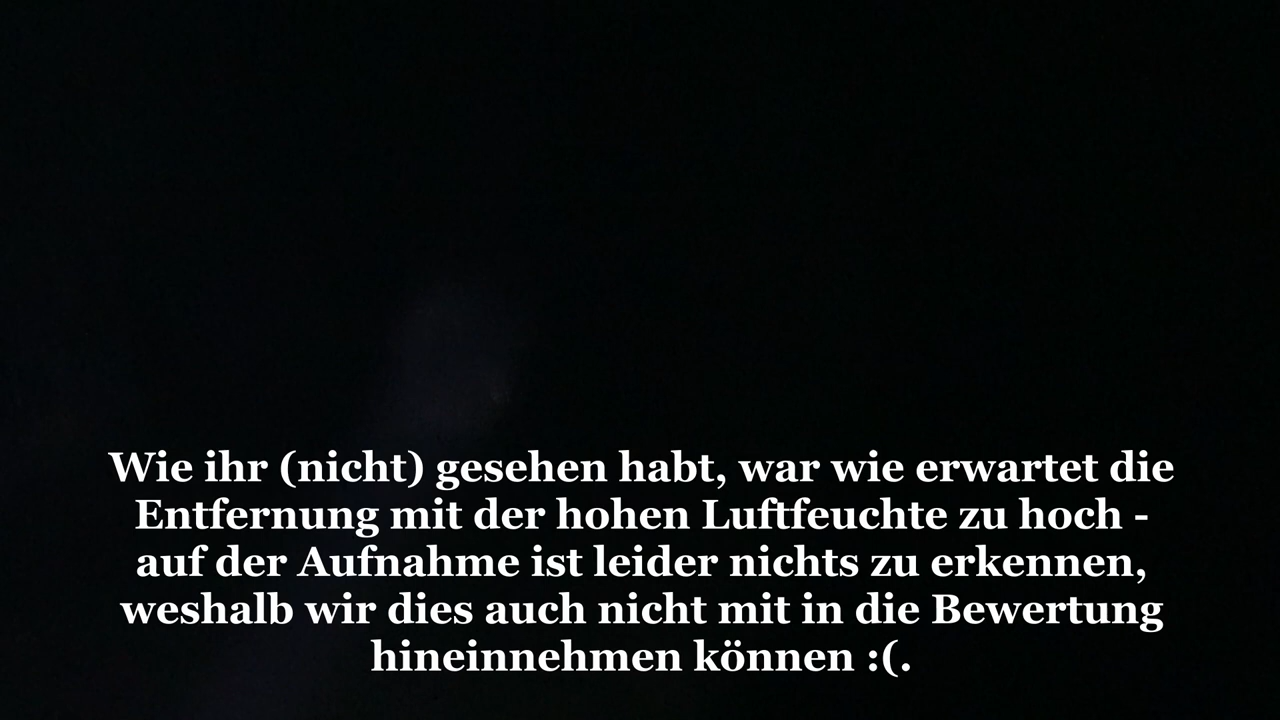 Wie ihr (nicht) gesehen habt, war wie erwartet die
Entfernung mit der hohen Luftfeuchte zu hoch -
auf der Aufnahme ist leider nichts zu erkennen,
weshalb wir dies auch nicht mit in die Bewertung
hineinnehmen können :(.